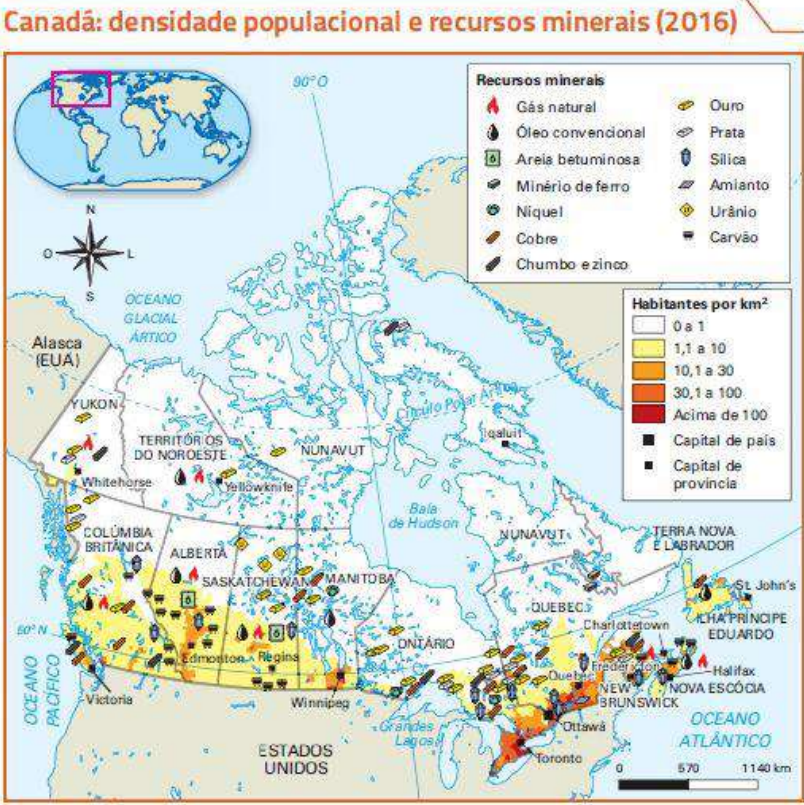 Canadá: densidade populacional e recursos minerais (2016)
90° O
Recursos minerais
Gás natural
Óleo convencional
Areia betuminosa
Minério de ferro
Níquel
Cobre
Chumbo e zinco
Ouro
Prata
Sílica
Amianto
Urânio
Carvão
N
O
L
S
OCEANO
GLACIAL
ÁRTICO
Habitantes por km²
0 a 1
1,1 a 10
10,1 a 30
30,1 a 100
Acima de 100
Capital de país
Capital de
província
Alasca
(EUA)
Círculo Polar Ártico
YUKON
TERRITÓRIOS
DO NOROESTE
NUNAVUT
Iqaluit
Whitehorse
Yellowknife
Baía
de Hudson
COLÚMBIA
BRITÂNICA
ALBERTA
SASKATCHEWAN
MANITOBA
NUNAVUT
TERRA NOVA
E LABRADOR
St. John's
QUEBEC
ILHA PRÍNCIPE
EDUARDO
Charlottetown
50° N
ONTÁRIO
Edmonton
Regina
Fredericton
Halifax
Quebec
NEW
BRUNSWICK
NOVA ESCÓCIA
OCEANO
PACÍFICO
Victoria
Winnipeg
Grandes
Lagos
Ottawa
OCEANO
ATLÂNTICO
ESTADOS
UNIDOS
Toronto
0
570
1140 km